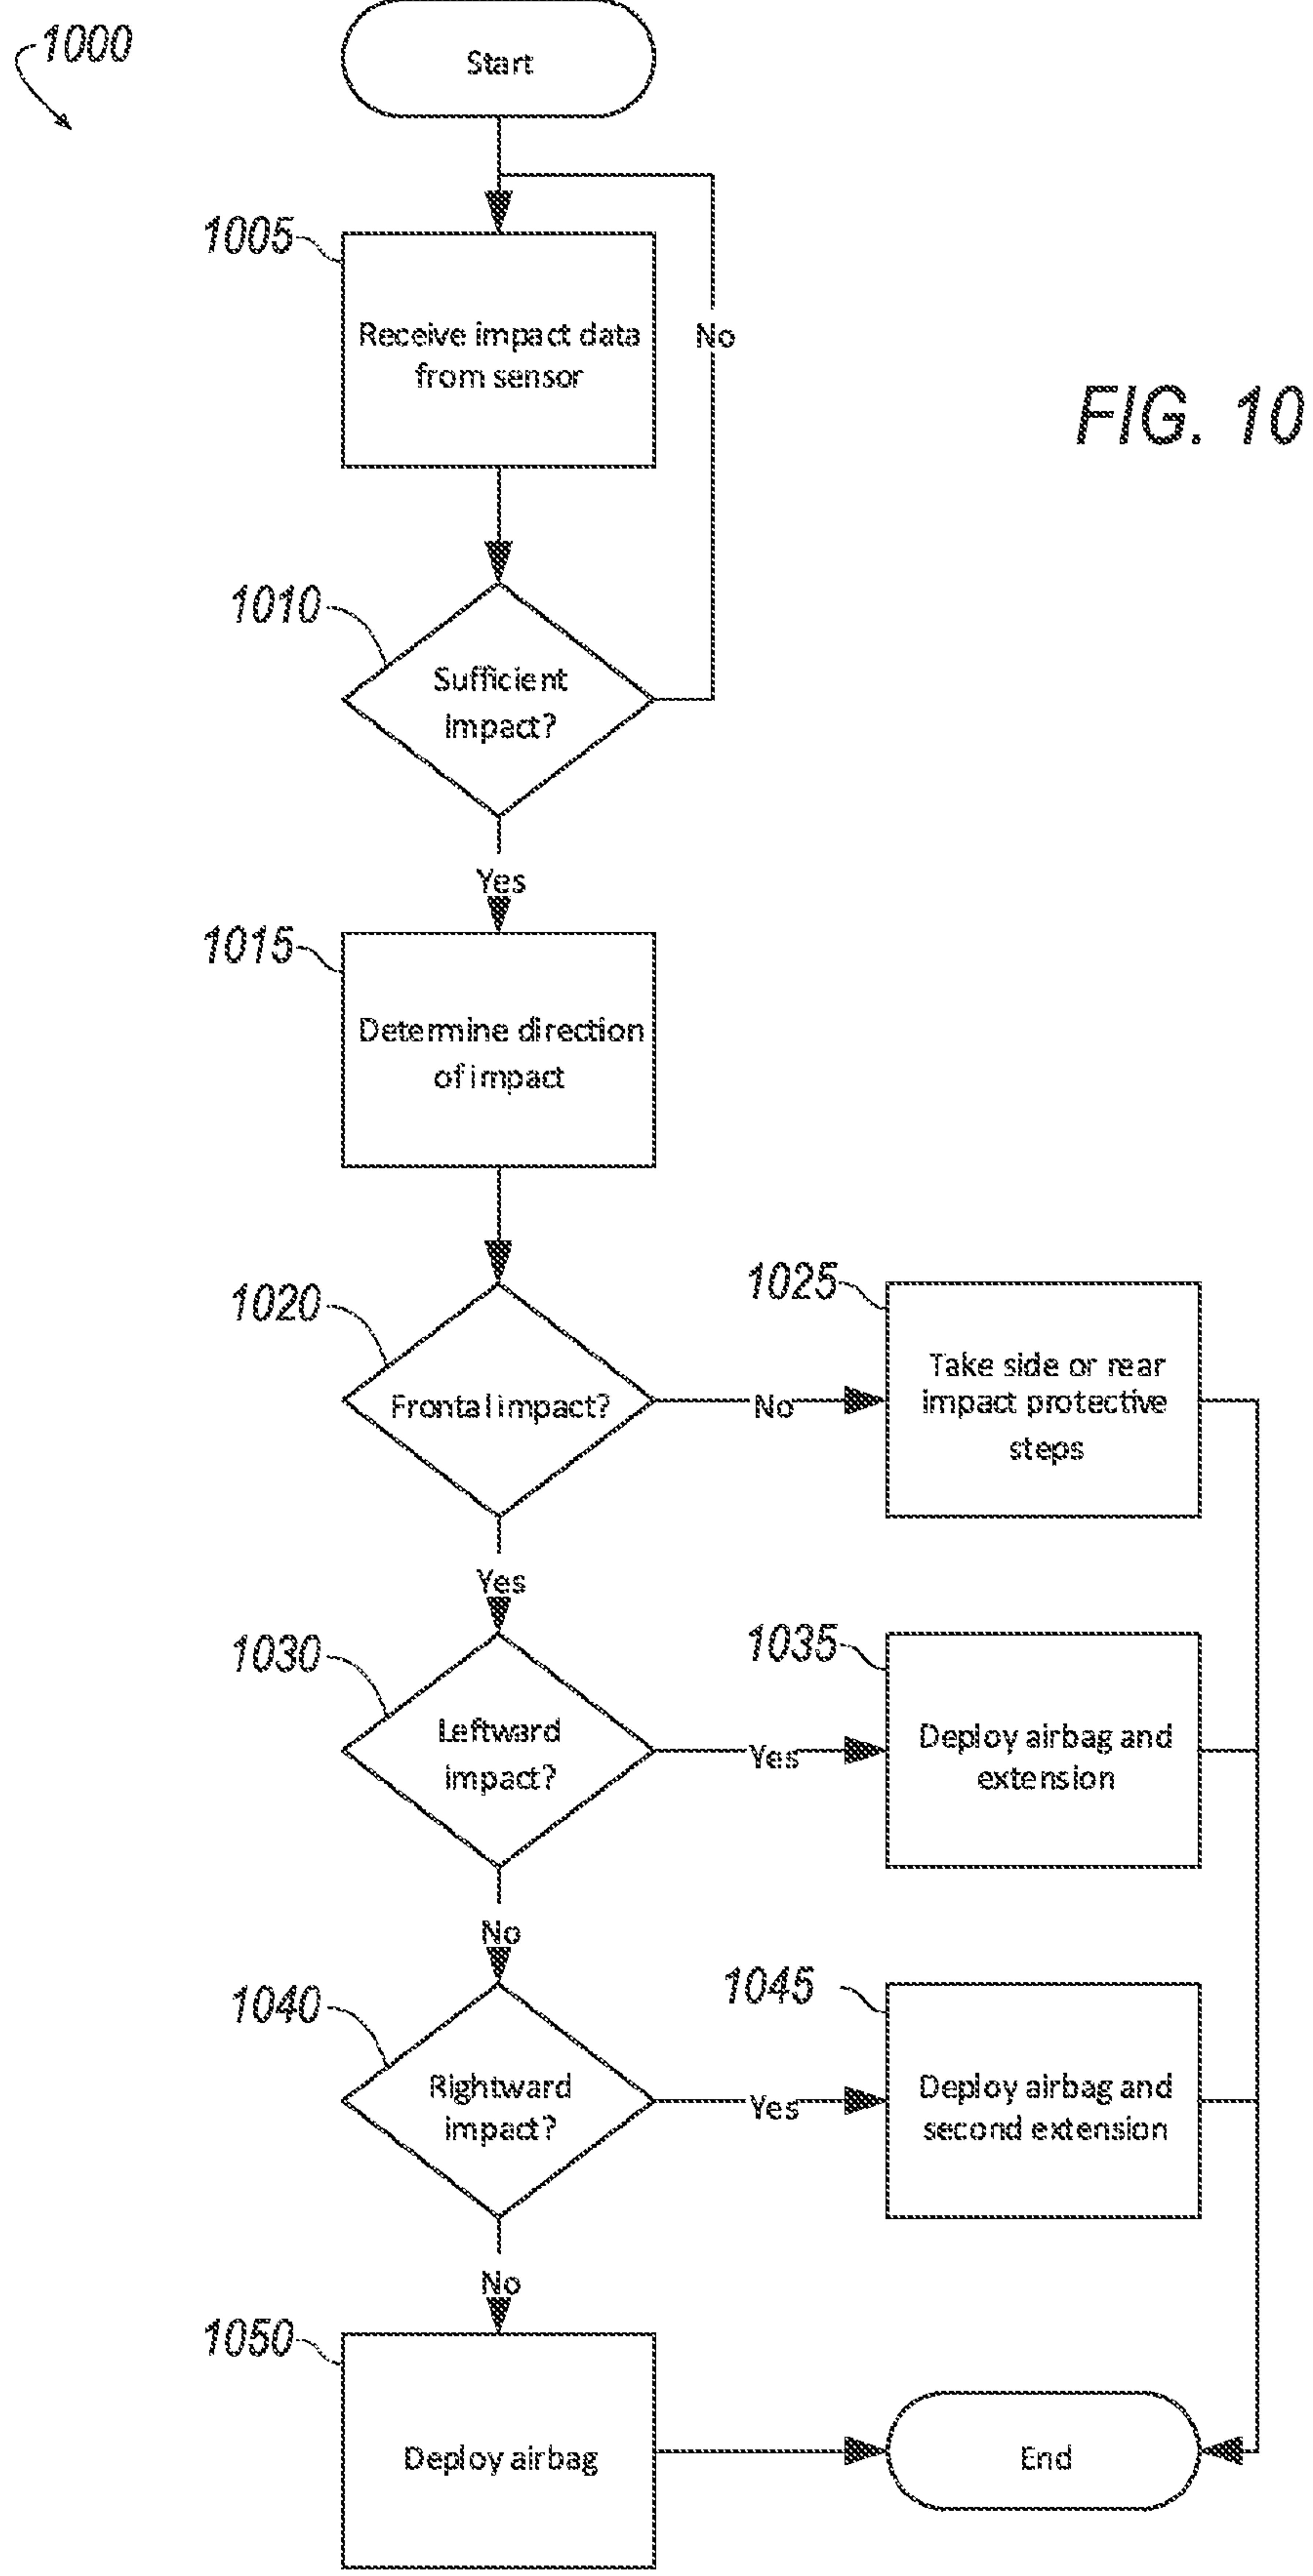 1000
Start
1005
Receive impact data
from sensor
No
FIG. 10
1010
Sufficient
impact?
Yes
1015
Determine direction
of impact
1020
Frontal impact?
No
1025
Take side or rear
impact protective
steps
Yes
1030
Leftward
impact?
Yes
1035
Deploy airbag and
extension
No
1040
Rightward
impact?
Yes
1045
Deploy airbag and
second extension
No
1050
Deploy airbag
End